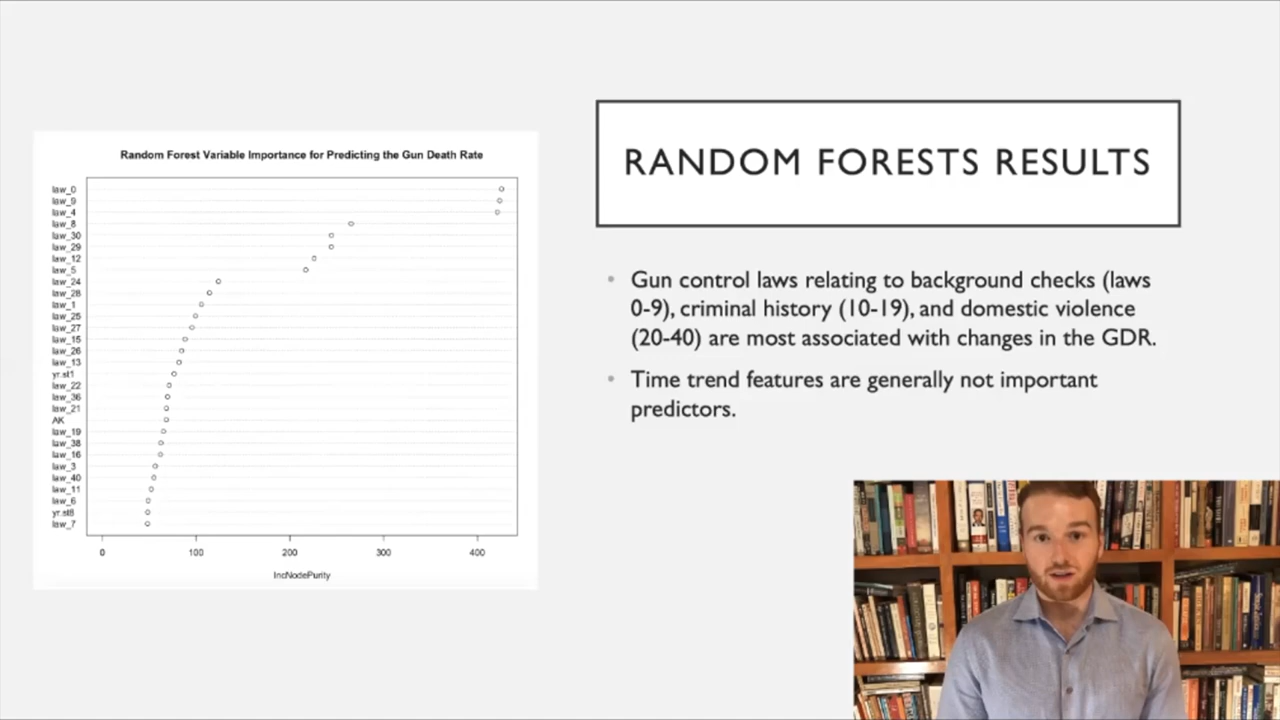 Random Forest Variable Importance for Predicting the Gun Death Rate
law_0
law_9
law_4
law_8
law_30
law_29
law_12
law_5
law_24
law_28
law_1
law_25
law_27
law_15
law_26
law_13
yr.st1
law_22
law_36
law_21
AK
law_19
law_38
law_16
law_3
law_40
law_11
law_6
yr.st8
law_7
0 100 200 300 400
IncNodePurity
RANDOM FORESTS RESULTS
• Gun control laws relating to background checks (laws
0-9), criminal history (10-19), and domestic violence
(20-40) are most associated with changes in the GDR.
• Time trend features are generally not important
predictors.